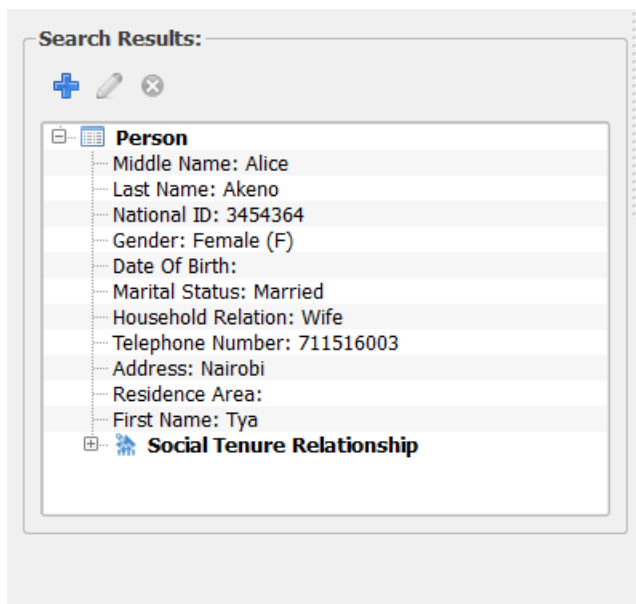 Search Results:
Person
Middle Name: Alice
Last Name: Akeno
National ID: 3454364
Gender: Female (F)
Date Of Birth:
Marital Status: Married
Household Relation: Wife
Telephone Number: 711516003
Address: Nairobi
Residence Area:
First Name: Tya
Social Tenure Relationship